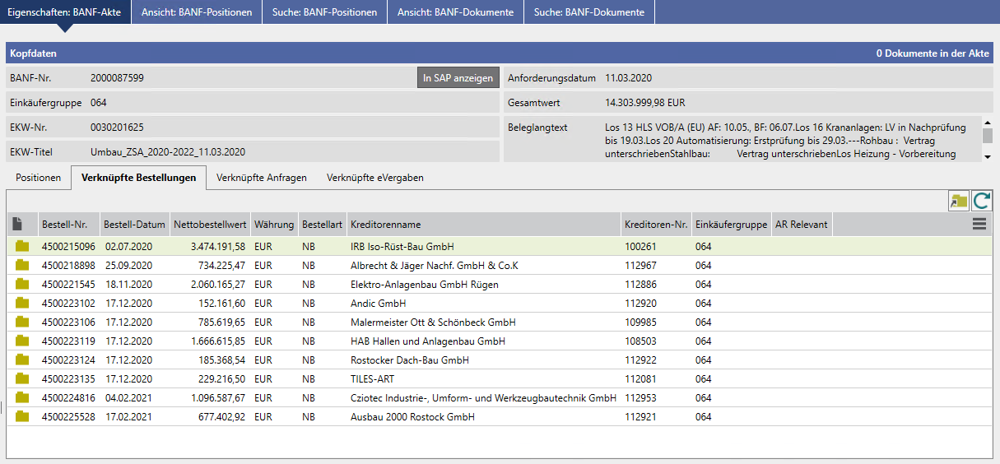 Eigenschaften: BANF-Akte Ansicht: BANF-Positionen Suche: BANF-Positionen Ansicht: BANF-Dokumente Suche: BANF-Dokumente
Kopfdaten 0 Dokumente in der Akte
BANF-Nr. 2000087599 In SAP anzeigen Anforderungsdatum 11.03.2020
Einkäufergruppe 064 Gesamtwert 14.303.999,98 EUR
EKW-Nr. 0030201625 Beleglangtext Los 13 HLS VOB/A (EU) AF: 10.05., BF: 06.07.Los 16 Krananlagen: LV in Nachprüfung
bis 19.03.Los 20 Automatisierung: Erstprüfung bis 29.03.---Rohbau : Vertrag
EKW-Titel Umbau_ZSA_2020-2022_11.03.2020 unterschriebenStahlbau: Vertrag unterschriebenLos Heizung - Vorbereitung
Positionen Verknüpfte Bestellungen Verknüpfte Anfragen Verknüpfte eVergaben
Bestell-Nr. Bestell-Datum Nettobestellwert Währung Bestellart Kreditorenname Kreditoren-Nr. Einkäufergruppe AR Relevant
4500215096 02.07.2020 3.474.191,58 EUR NB IRB Iso-Rüst-Bau GmbH 100261 064
4500218898 25.09.2020 734.225,47 EUR NB Albrecht & Jäger Nachf. GmbH & Co.K 112967 064
4500221545 18.11.2020 2.060.165,27 EUR NB Elektro-Anlagenbau GmbH Rügen 112886 064
4500223102 17.12.2020 152.161,60 EUR NB Andic GmbH 112920 064
4500223106 17.12.2020 785.619,65 EUR NB Malermeister Ott & Schönbeck GmbH 109985 064
4500223119 17.12.2020 1.666.615,85 EUR NB HAB Hallen und Anlagenbau GmbH 108503 064
4500223124 17.12.2020 185.368,54 EUR NB Rostocker Dach-Bau GmbH 112922 064
4500223135 17.12.2020 229.216,50 EUR NB TILES-ART 112081 064
4500224816 04.02.2021 1.096.587,67 EUR NB Cziotec Industrie-, Umform- und Werkzeugbautechnik GmbH 112953 064
4500225528 17.02.2021 677.402,92 EUR NB Ausbau 2000 Rostock GmbH 112921 064